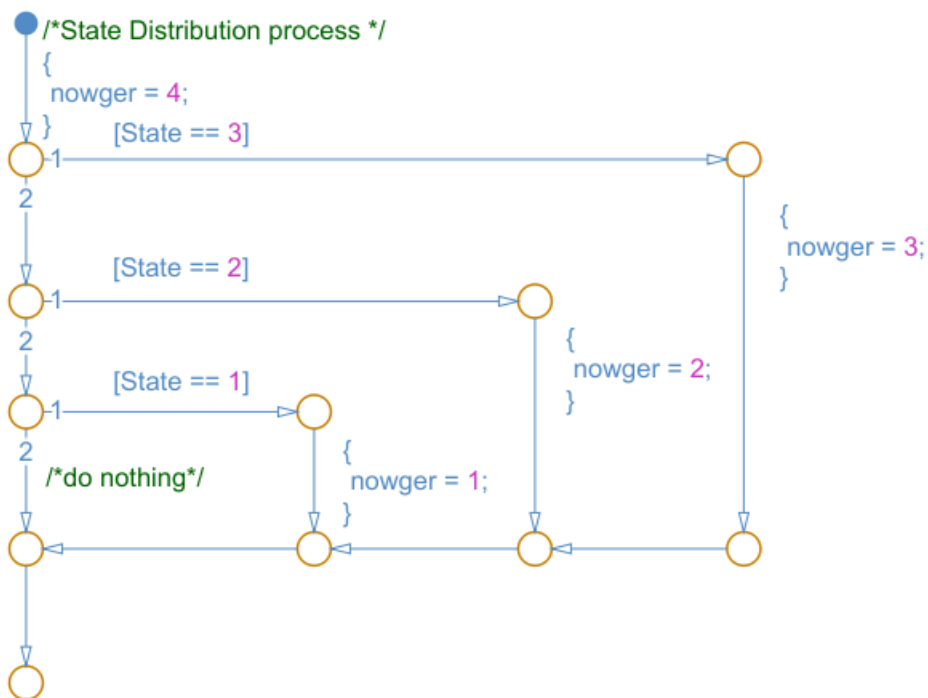 /*State Distribution process */
{
nowger = 4;
}
[State == 3]
1
2
{
nowger = 3;
}
[State == 2]
1
2
{
nowger = 2;
}
[State == 1]
1
2
{
nowger = 1;
}
/*do nothing*/